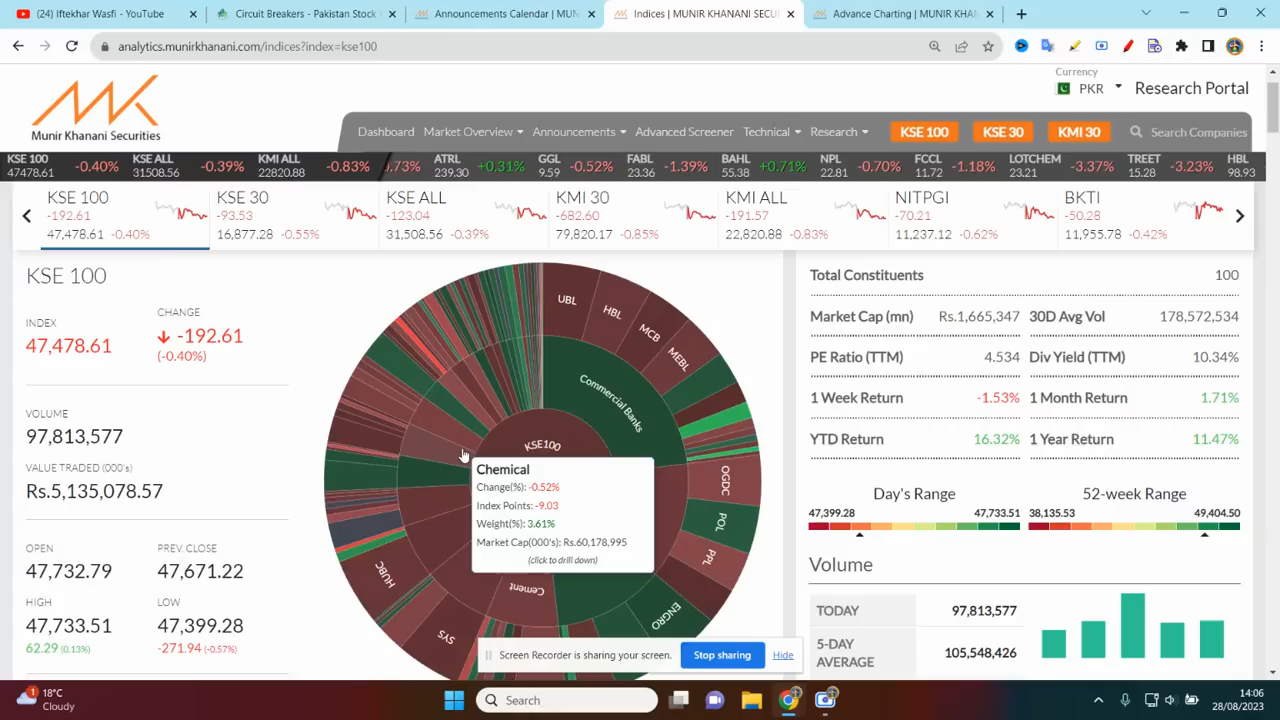 (24) Iftekhar Wasfi - YouTube
Circuit Breakers - Pakistan Stock
Announcements Calendar | MUN
Indices | MUNIR KHANANI SECU
Advance Charting | MUNIR KHAN
analytics.munirkhanani.com/indices?index=kse100
Munir Khanani Securities
Currency
PKR
Research Portal
Dashboard Market Overview Announcements Advanced Screener Technical Research KSE 100 KSE 30 KMI 30 Search Companies
KSE 100 -0.40% KSE ALL -0.39% KMI ALL -0.83% .73% ATRL +0.31% GGL -0.52% FABL -1.39% BAHL +0.71% NPL -0.70% FCCL -1.18% LOTCHEM -3.37% TREET -3.23% HBL
47478.61 31508.56 22820.88 239.30 9.59 23.36 55.38 22.81 11.72 23.21 15.28 98.93
KSE 100 KSE 30 KSE ALL KMI 30 KMI ALL NITPGI BKTI
-192.61 -93.53 -123.04 -682.60 -191.57 -70.21 -50.28
47,478.61 -0.40% 16,877.28 -0.55% 31,508.56 -0.39% 79,820.17 -0.85% 22,820.88 -0.83% 11,237.12 -0.62% 11,955.78 -0.42%
KSE 100
INDEX
47,478.61
CHANGE
-192.61
(-0.40%)
VOLUME
97,813,577
VALUE TRADED (000's)
Rs.5,135,078.57
OPEN
47,732.79
PREV. CLOSE
47,671.22
HIGH
47,733.51
62.29 (0.13%)
LOW
47,399.28
-271.94 (-0.57%)
UBL
HBL
MCB
MEBL
Commercial Banks
KSE100
OGDC
POL
PPL
ENGRO
Cement
SYS
HUBC
Chemical
Change(%): -0.52%
Index Points: -9.03
Weight(%): 3.61%
Market Cap(000's): Rs.60,178,995
(click to drill down)
Total Constituents 100
Market Cap (mn) Rs.1,665,347 30D Avg Vol 178,572,534
PE Ratio (TTM) 4.534 Div Yield (TTM) 10.34%
1 Week Return -1.53% 1 Month Return 1.71%
YTD Return 16.32% 1 Year Return 11.47%
Day's Range 52-week Range
47,399.28 47,733.51 38,135.53 49,404.50
Volume
TODAY 97,813,577
5-DAY
AVERAGE 105,548,426
Screen Recorder is sharing your screen. Stop sharing Hide
1
18°C
Cloudy
Search
14:06
28/08/2023